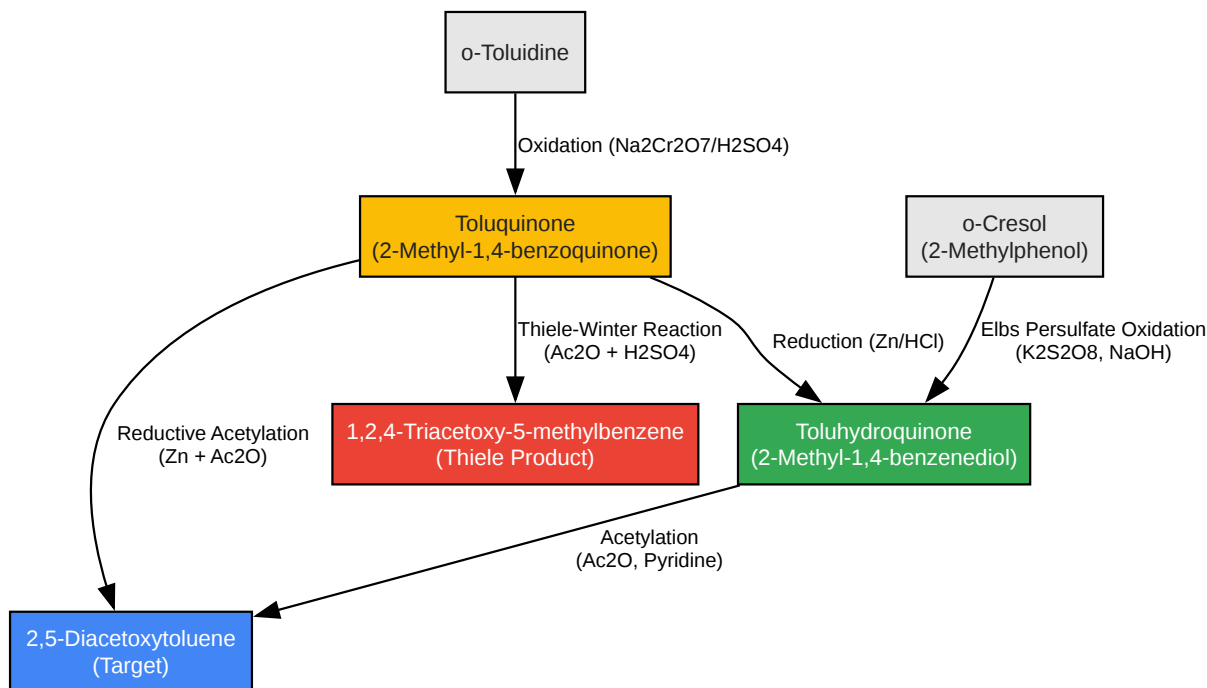 o-Toluidine
Oxidation (Na2Cr2O7/H2SO4)
Toluquinone
(2-Methyl-1,4-benzoquinone)
o-Cresol
(2-Methylphenol)
Thiele-Winter Reaction
(Ac2O + H2SO4)
Reduction (Zn/HCl)
Elbs Persulfate Oxidation
(K2S2O8, NaOH)
Reductive Acetylation
(Zn + Ac2O)
1,2,4-Triacetoxy-5-methylbenzene
(Thiele Product)
Toluhydroquinone
(2-Methyl-1,4-benzenediol)
Acetylation
(Ac2O, Pyridine)
2,5-Diacetoxytoluene
(Target)